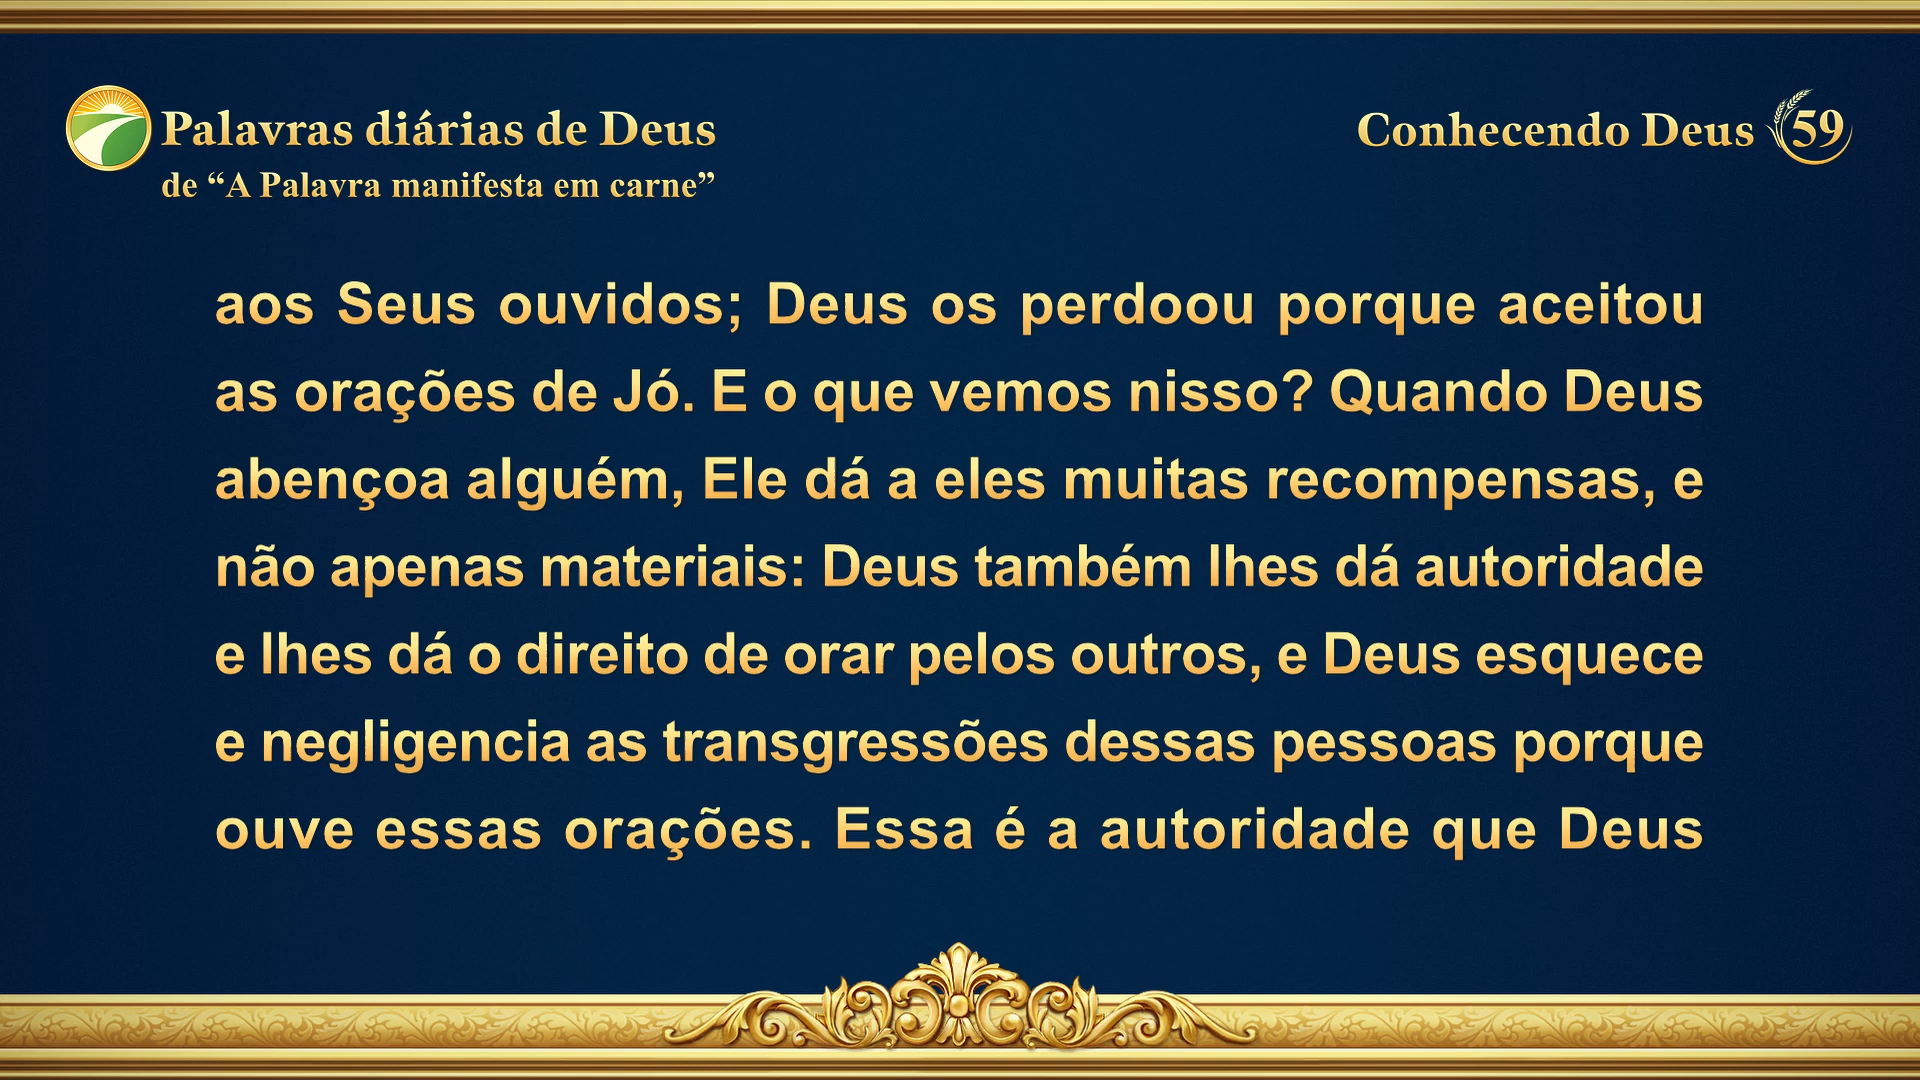 Palavras diárias de Deus
de “A Palavra manifesta em carne”
Conhecendo Deus 59
aos Seus ouvidos; Deus os perdoou porque aceitou
as orações de Jó. E o que vemos nisso? Quando Deus
abençoa alguém, Ele dá a eles muitas recompensas, e
não apenas materiais: Deus também lhes dá autoridade
e lhes dá o direito de orar pelos outros, e Deus esquece
e negligencia as transgressões dessas pessoas porque
ouve essas orações. Essa é a autoridade que Deus